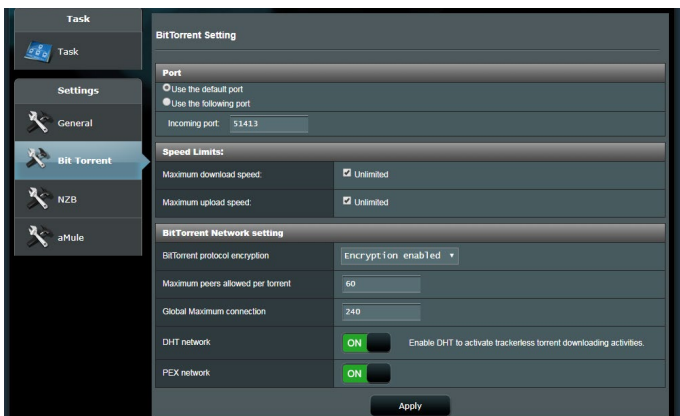 Task
Task
Settings
General
Bit Torrent
NZB
aMule
BitTorrent Setting
Port
Use the default port
Use the following port
Incoming port: 51413
Speed Limits:
Maximum download speed: Unlimited
Maximum upload speed: Unlimited
BitTorrent Network setting
BitTorrent protocol encryption Encryption enabled
Maximum peers allowed per torrent 60
Global Maximum connection 240
DHT network ON Enable DHT to activate trackerless torrent downloading activities.
PEX network ON
Apply